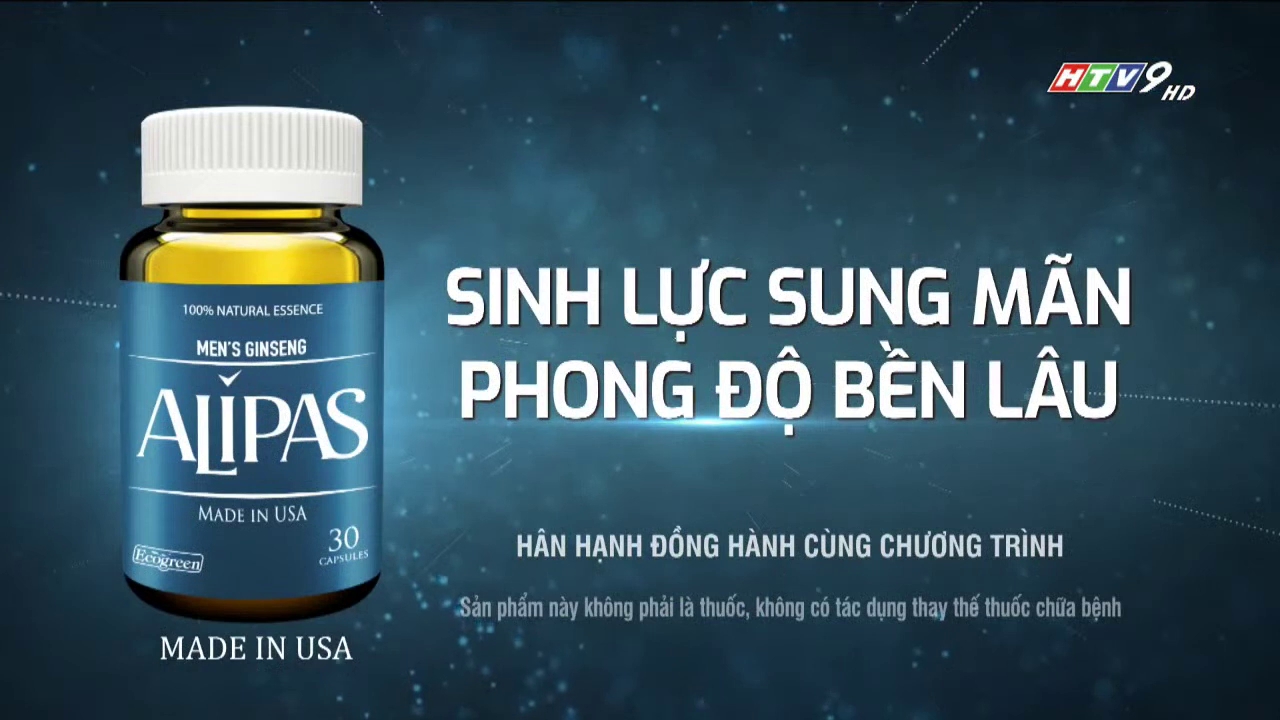 HTV9 HD
100% NATURAL ESSENCE
MEN'S GINSENG
ALIPAS
MADE IN USA
30
CAPSULES
Ecogreen
MADE IN USA
SINH LỰC SUNG MÃN
PHONG ĐỘ BỀN LÂU
HÂN HẠNH ĐỒNG HÀNH CÙNG CHƯƠNG TRÌNH
Sản phẩm này không phải là thuốc, không có tác dụng thay thế thuốc chữa bệnh